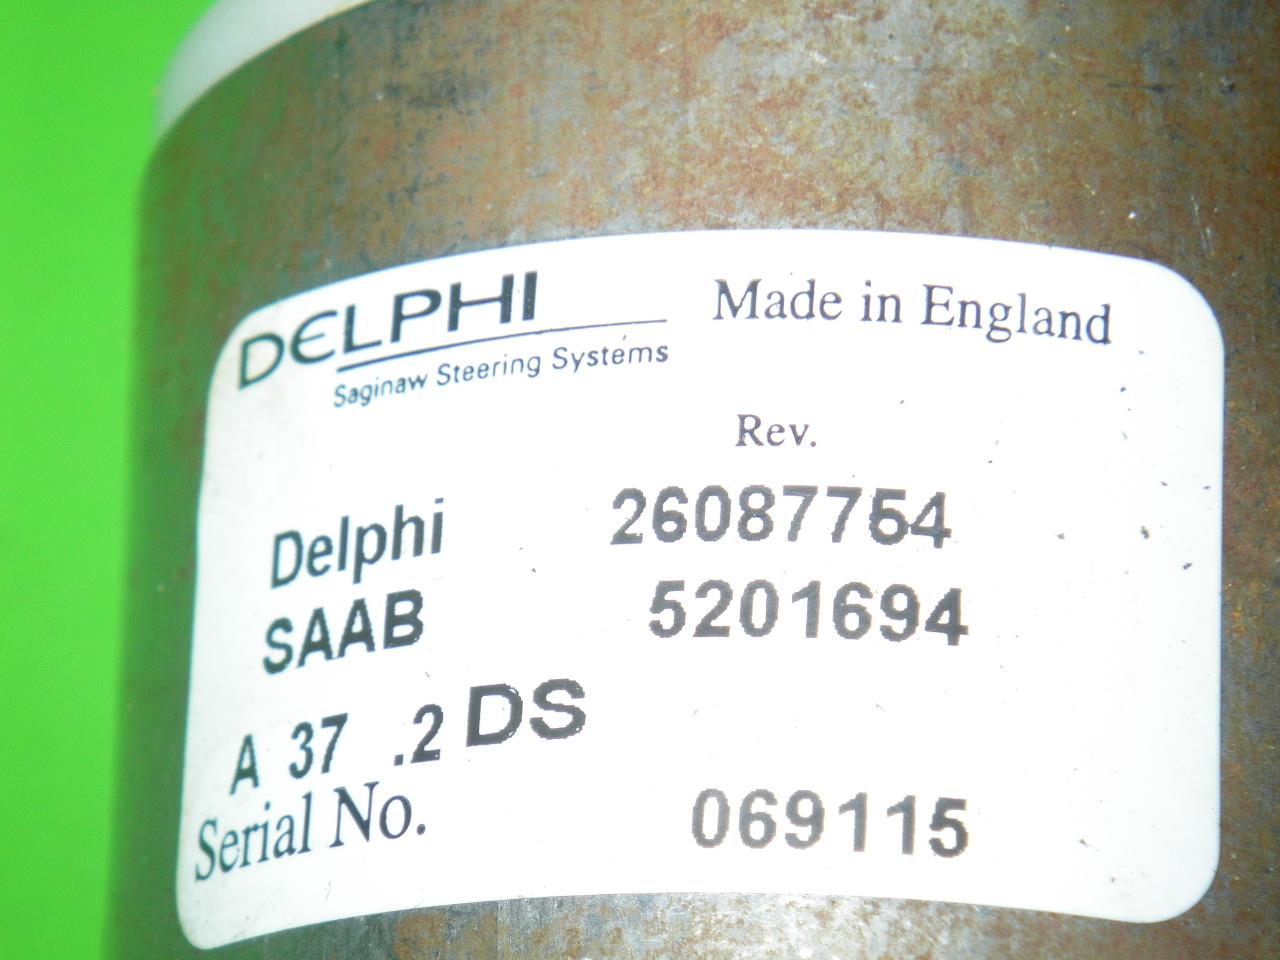 DELPHI
Saginaw Steering Systems
Made in England
Rev.
Delphi 26087754
SAAB 5201694
A 37 .2 DS
Serial No. 069115